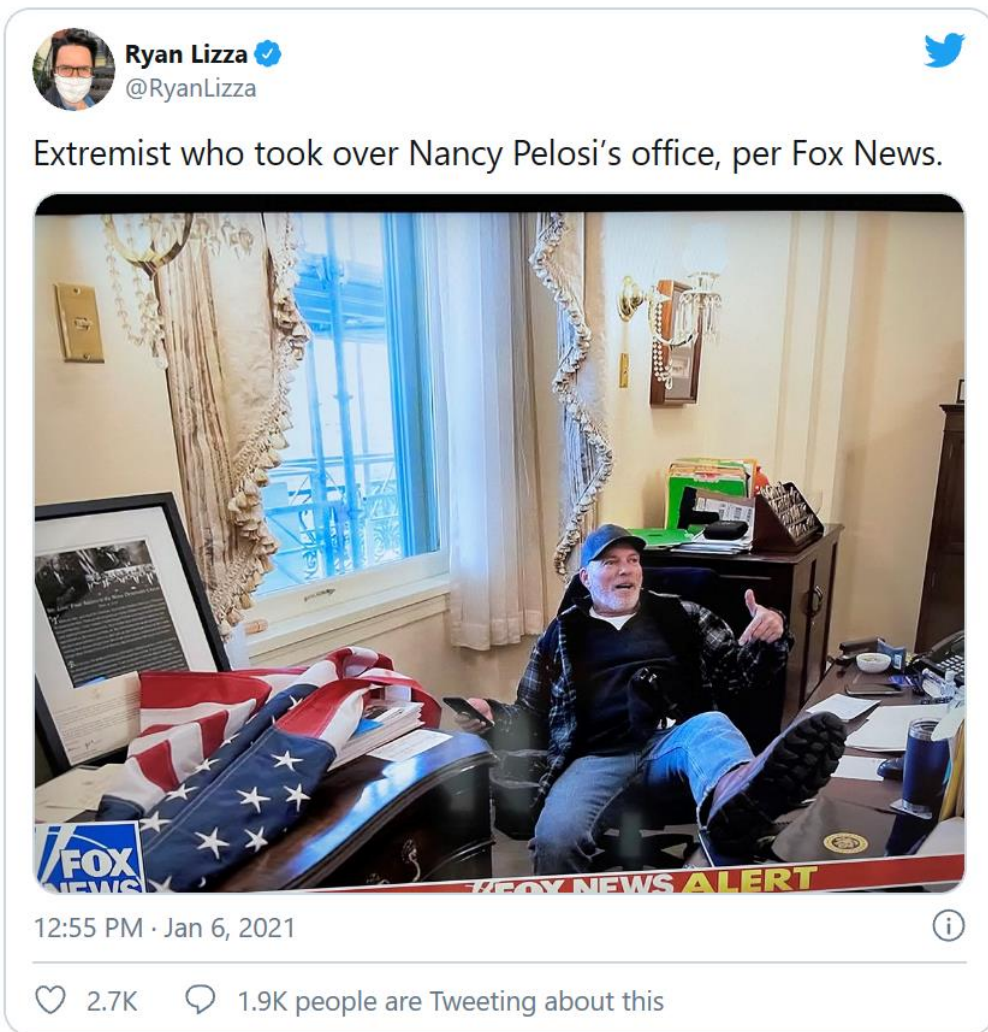 Ryan Lizza
@RyanLizza
Extremist who took over Nancy Pelosi’s office, per Fox News.
FOX
NEWS
FOX NEWS ALERT
12:55 PM · Jan 6, 2021
2.7K
1.9K people are Tweeting about this